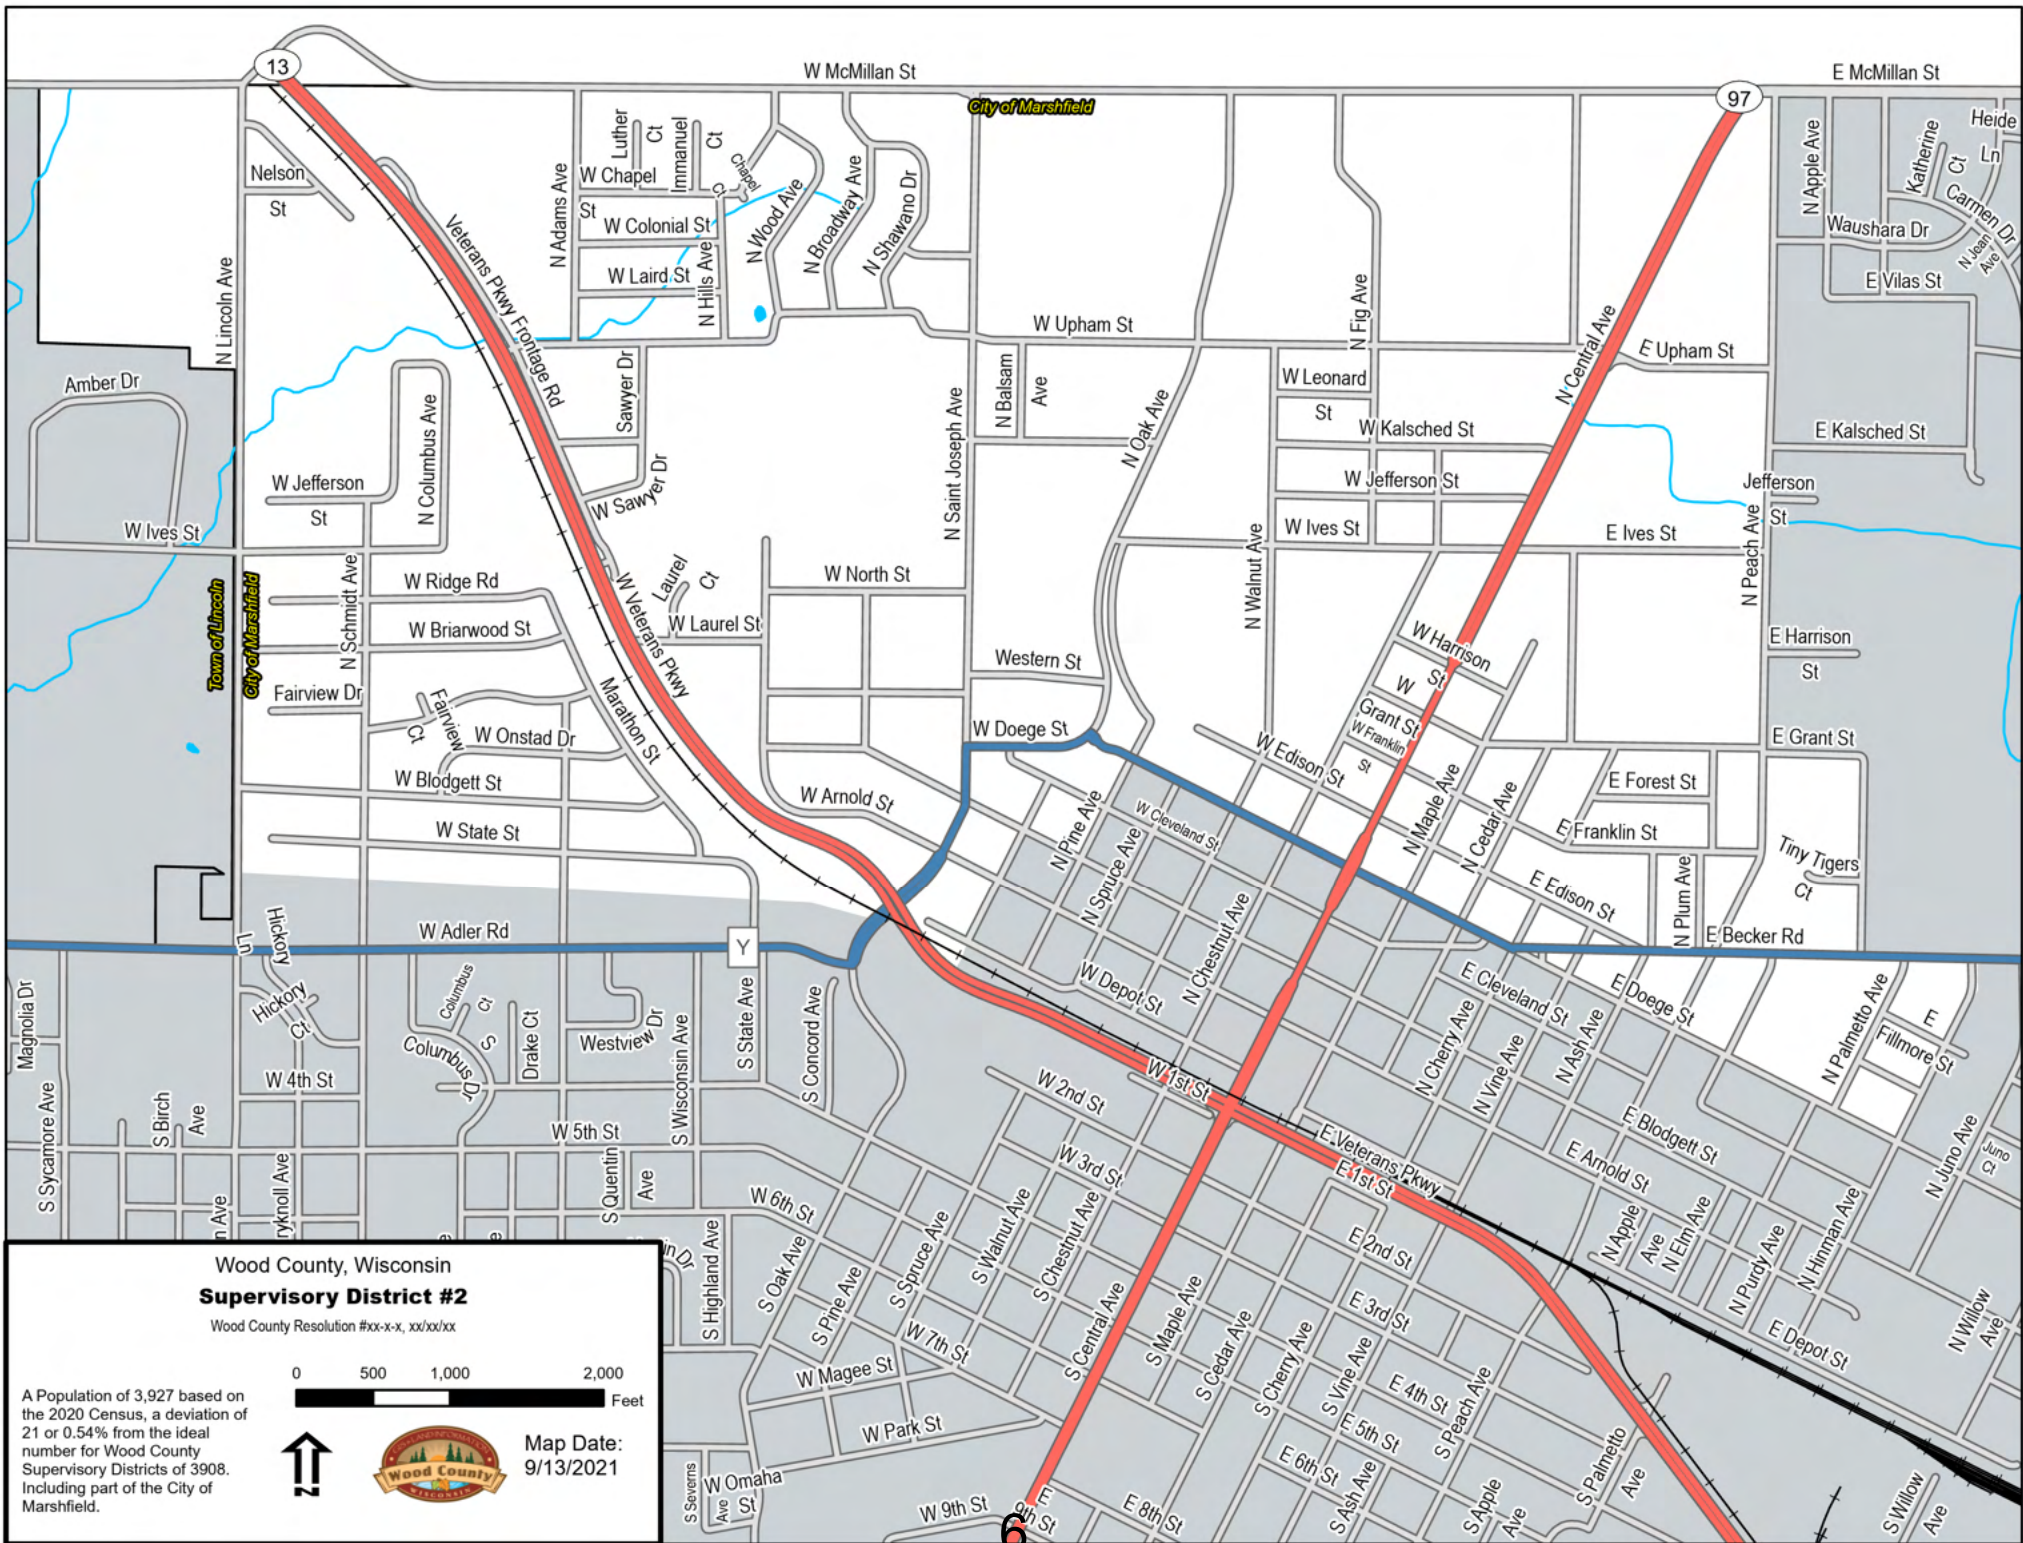 13
W McMillan St
City of Marshfield
97
E McMillan St
Heide
Ln
Luther
Ct
Immanuel
Ct
Chapel
Ct
W Chapel
St
Nelson
St
N Adams Ave
N Wood Ave
N Broadway Ave
N Shawano Dr
N Apple Ave
Katherine
Ct
Carmen Dr
Waushara Dr
N Jean
Ave
E Vilas St
Veterans Pkwy Frontage Rd
W Colonial St
W Laird St
N Hills Ave
N Lincoln Ave
N Fig Ave
W Upham St
N Central Ave
E Upham St
Amber Dr
N Columbus Ave
Sawyer Dr
N Saint Joseph Ave
N Balsam
Ave
N Oak Ave
W Leonard
St
W Kalsched St
E Kalsched St
W Jefferson
St
W Sawyer Dr
W Jefferson St
Jefferson
St
W Ives St
N Walnut Ave
W Ives St
E Ives St
N Peach Ave
Town of Lincoln
City of Marshfield
N Schmidt Ave
W Ridge Rd
Laurel
Ct
W North St
W Briarwood St
W Laurel St
W Veterans Pkwy
Western St
W Harrison
St
E Harrison
St
Fairview Dr
Fairview
Ct
Marathon St
W
Grant St
W Franklin
St
W Onstad Dr
W Doege St
W Edison St
E Grant St
W Blodgett St
W Arnold St
N Pine Ave
W Cleveland St
N Maple Ave
N Cedar Ave
E Forest St
W State St
N Spruce Ave
E Franklin St
Tiny Tigers
Ct
N Chestnut Ave
E Edison St
N Plum Ave
W Adler Rd
Y
E Becker Rd
Hickory
Ln
Magnolia Dr
Hickory
Ct
Columbus
Ct
S
Columbus Dr
Drake Ct
Westview Dr
S Wisconsin Ave
S State Ave
S Concord Ave
W Depot St
E Cleveland St
E Doege St
N Palmetto Ave
E
Fillmore St
N Cherry Ave
N Vine Ave
N Ash Ave
W 4th St
W 1st St
W 2nd St
S Sycamore Ave
S Birch
Ave
W 5th St
S Quentin
Ave
W 3rd St
E Veterans Pkwy
E 1st St
E Blodgett St
E Arnold St
N Juno Ave
Juno
Ct
n Ave
ryknoll Ave
W 6th St
S Highland Ave
S Oak Ave
S Pine Ave
S Spruce Ave
S Walnut Ave
S Chestnut Ave
E 2nd St
N Apple
Ave
N Elm Ave
N Purdy Ave
N Hinman Ave
N Willow
Ave
e
e
in Dr
S Central Ave
S Maple Ave
S Cedar Ave
S Cherry Ave
S Vine Ave
E 3rd St
E Depot St
W 7th St
W Magee St
E 4th St
S Peach Ave
W Park St
E 5th St
S Palmetto
Ave
E 6th St
S Severns
Ave
W Omaha
St
S Ash Ave
S Apple
Ave
S Willow
Ave
W 9th St
E
8th St
E 8th St
6
Wood County, Wisconsin
Supervisory District #2
Wood County Resolution #xx-x-x, xx/xx/xx
0 500 1,000 2,000
Feet
A Population of 3,927 based on
the 2020 Census, a deviation of
21 or 0.54% from the ideal
number for Wood County
Supervisory Districts of 3908.
Including part of the City of
Marshfield.
N
Wood County
WISCONSIN
Map Date:
9/13/2021